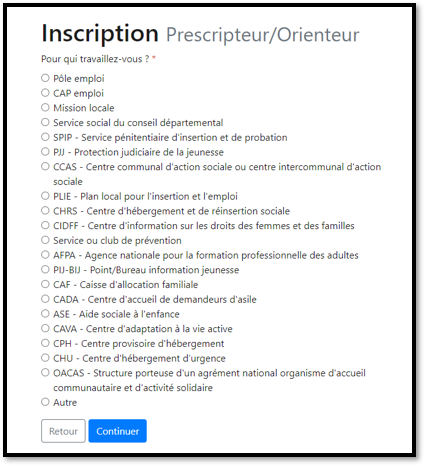 Inscription Prescripteur/Orienteur
Pour qui travaillez-vous ? *
Pôle emploi
CAP emploi
Mission locale
Service social du conseil départemental
SPIP - Service pénitentiaire d'insertion et de probation
PJJ - Protection judiciaire de la jeunesse
CCAS - Centre communal d'action sociale ou centre intercommunal d'action
sociale
PLIE - Plan local pour l'insertion et l'emploi
CHRS - Centre d'hébergement et de réinsertion sociale
CIDFF - Centre d'information sur les droits des femmes et des familles
Service ou club de prévention
AFPA - Agence nationale pour la formation professionnelle des adultes
PIJ-BIJ - Point/Bureau information jeunesse
CAF - Caisse d'allocation familiale
CADA - Centre d'accueil de demandeurs d'asile
ASE - Aide sociale à l'enfance
CAVA - Centre d'adaptation à la vie active
CPH - Centre provisoire d'hébergement
CHU - Centre d'hébergement d'urgence
OACAS - Structure porteuse d'un agrément national organisme d'accueil
communautaire et d'activité solidaire
Autre
Retour Continuer